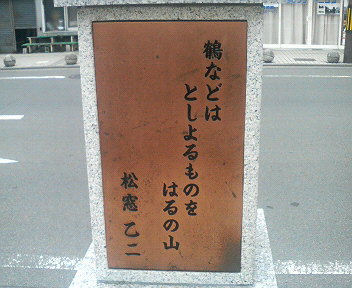 鶴などは
としよるものを
はるの山
松窓 乙二